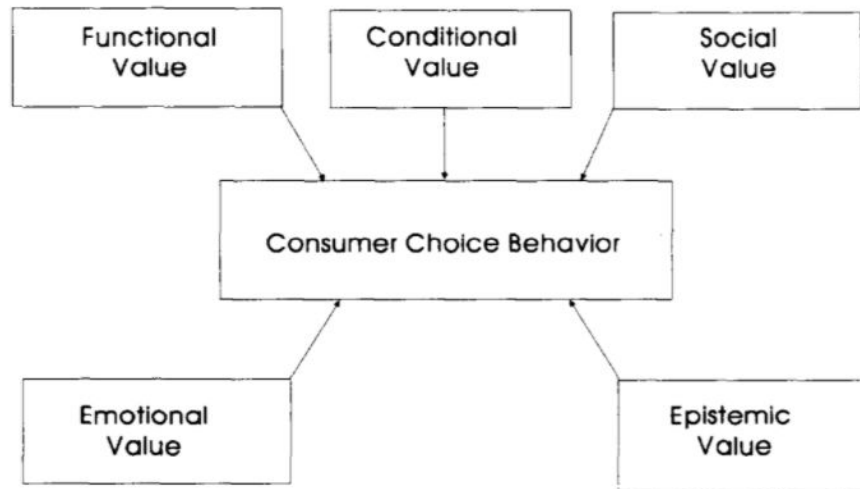 Functional
Value
Conditional
Value
Social
Value
Consumer Choice Behavior
Emotional
Value
Epistemic
Value